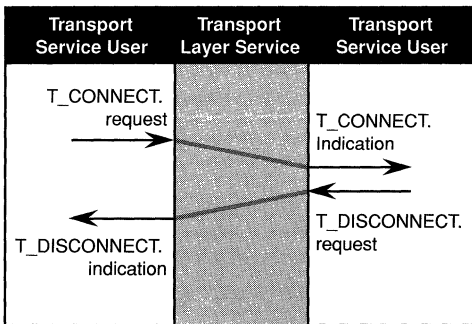 Transport
Service User
Transport
Layer Service
Transport
Service User
T_CONNECT.
request
T_CONNECT.
Indication
T_DISCONNECT.
indication
T_DISCONNECT.
request